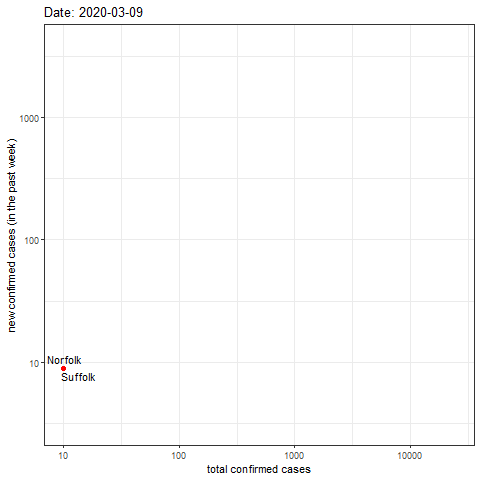 Date: 2020-03-09
new confirmed cases (in the past week)
1000
100
10
Norfolk
Suffolk
10
100
1000
10000
total confirmed cases